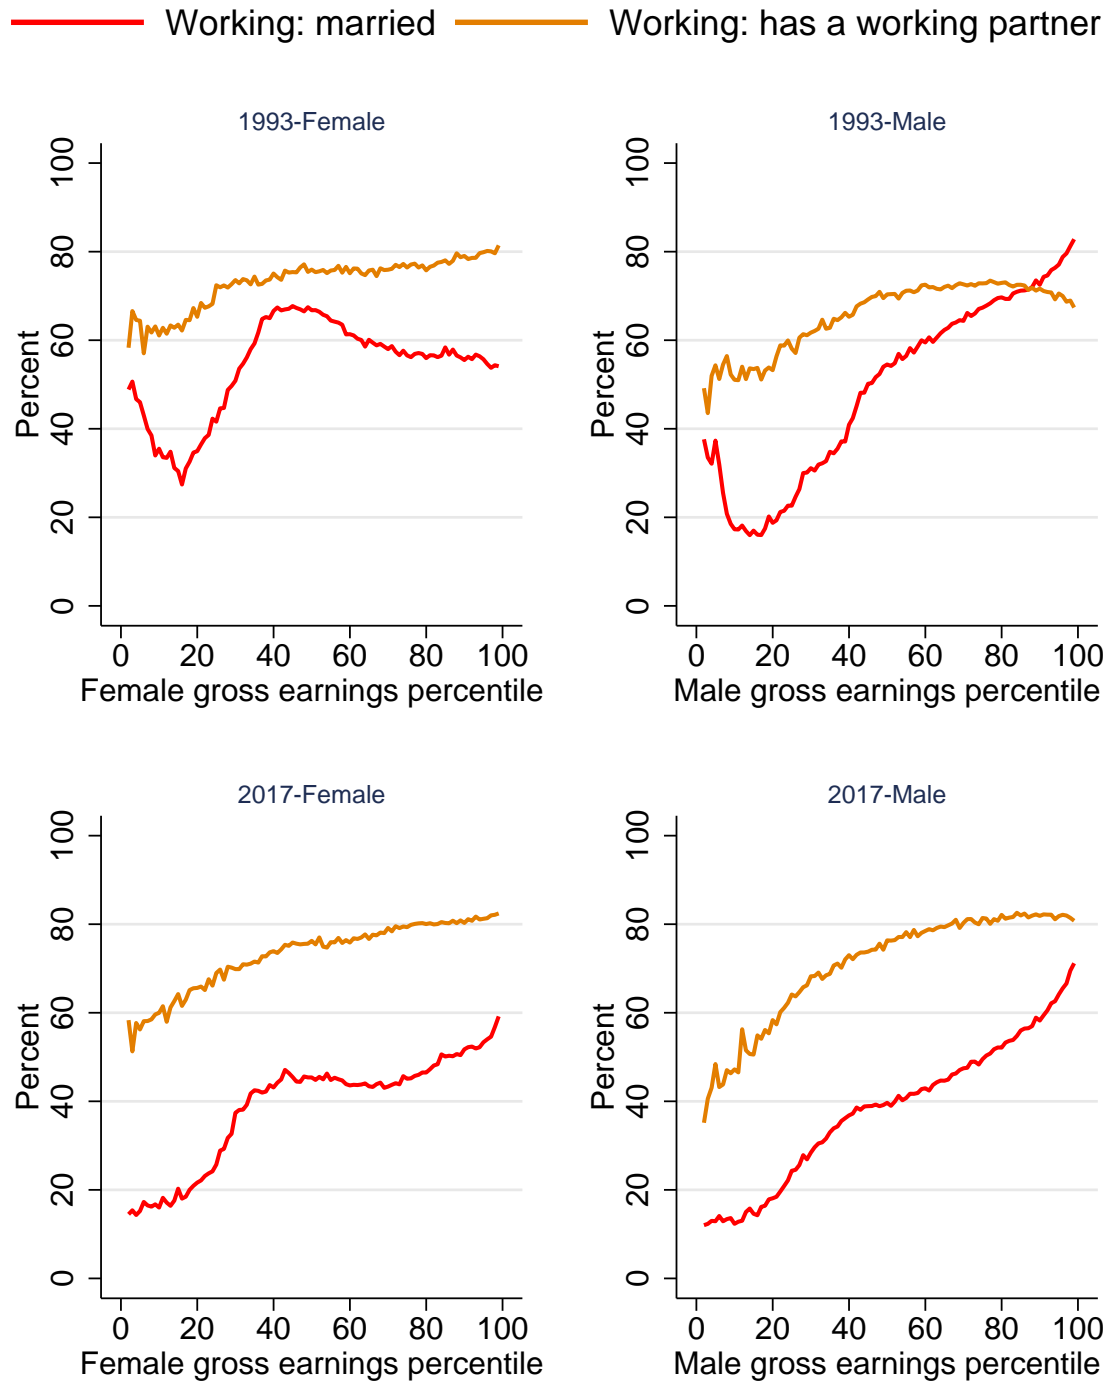 Working: married Working: has a working partner
1993-Female
Percent
0 20 40 60 80 100
0 20 40 60 80 100
Female gross earnings percentile
1993-Male
Percent
0 20 40 60 80 100
0 20 40 60 80 100
Male gross earnings percentile
2017-Female
Percent
0 20 40 60 80 100
0 20 40 60 80 100
Female gross earnings percentile
2017-Male
Percent
0 20 40 60 80 100
0 20 40 60 80 100
Male gross earnings percentile